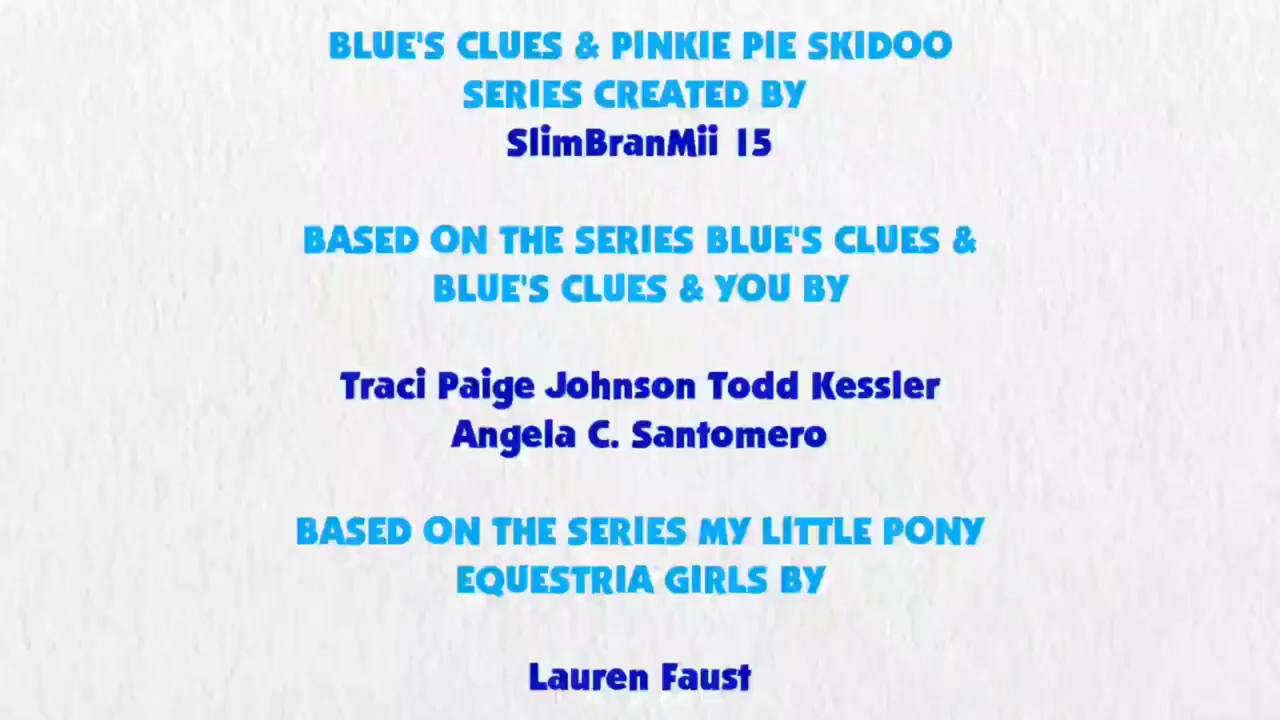 BLUE'S CLUES & PINKIE PIE SKIDOO
SERIES CREATED BY
SlimBranMii 15
BASED ON THE SERIES BLUE'S CLUES &
BLUE'S CLUES & YOU BY
Traci Paige Johnson Todd Kessler
Angela C. Santomero
BASED ON THE SERIES MY LITTLE PONY
EQUESTRIA GIRLS BY
Lauren Faust